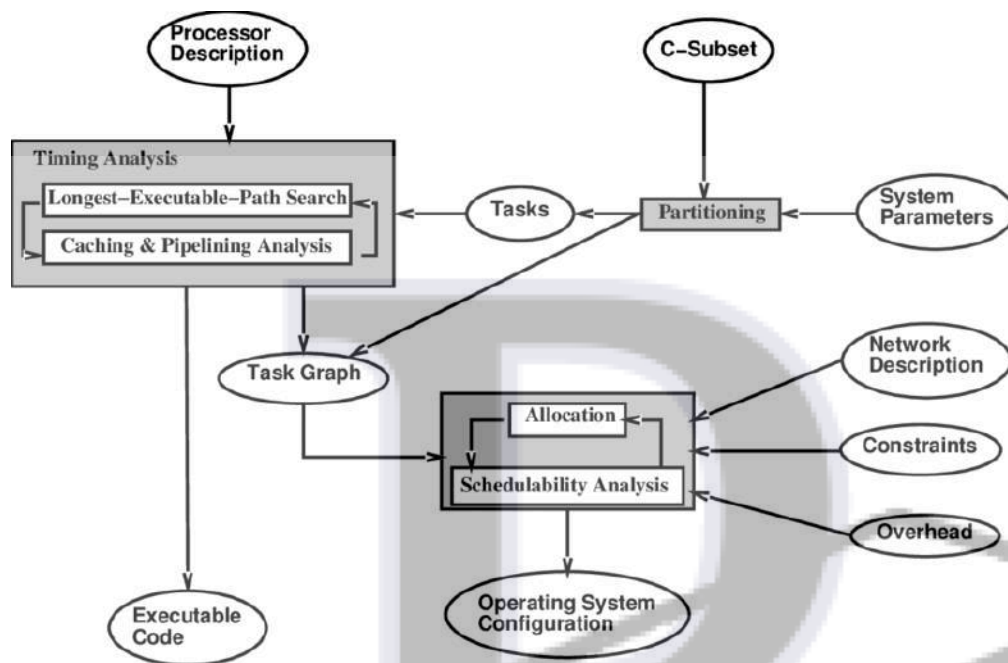 Processor
Description
C-Subset
Timing Analysis
Longest-Executable-Path Search
Caching & Pipelining Analysis
Tasks
Partitioning
System
Parameters
Task Graph
Network
Description
Allocation
Schedulability Analysis
Constraints
Overhead
Executable
Code
Operating System
Configuration